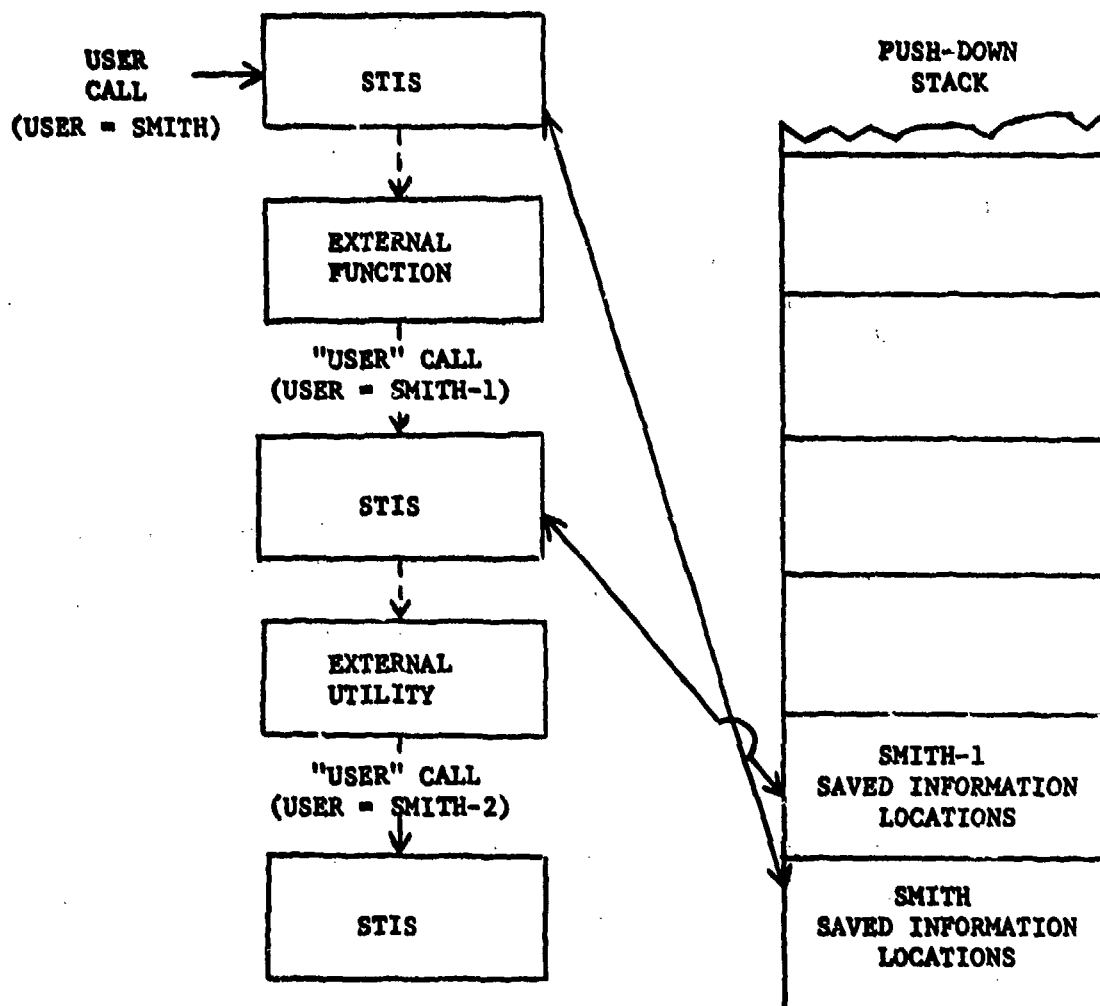 USER
CALL
(USER = SMITH)
STIS
EXTERNAL
FUNCTION
"USER" CALL
(USER = SMITH-1)
STIS
EXTERNAL
UTILITY
"USER" CALL
(USER = SMITH-2)
STIS
PUSH-DOWN
STACK
SMITH-1
SAVED INFORMATION
LOCATIONS
SMITH
SAVED INFORMATION
LOCATIONS